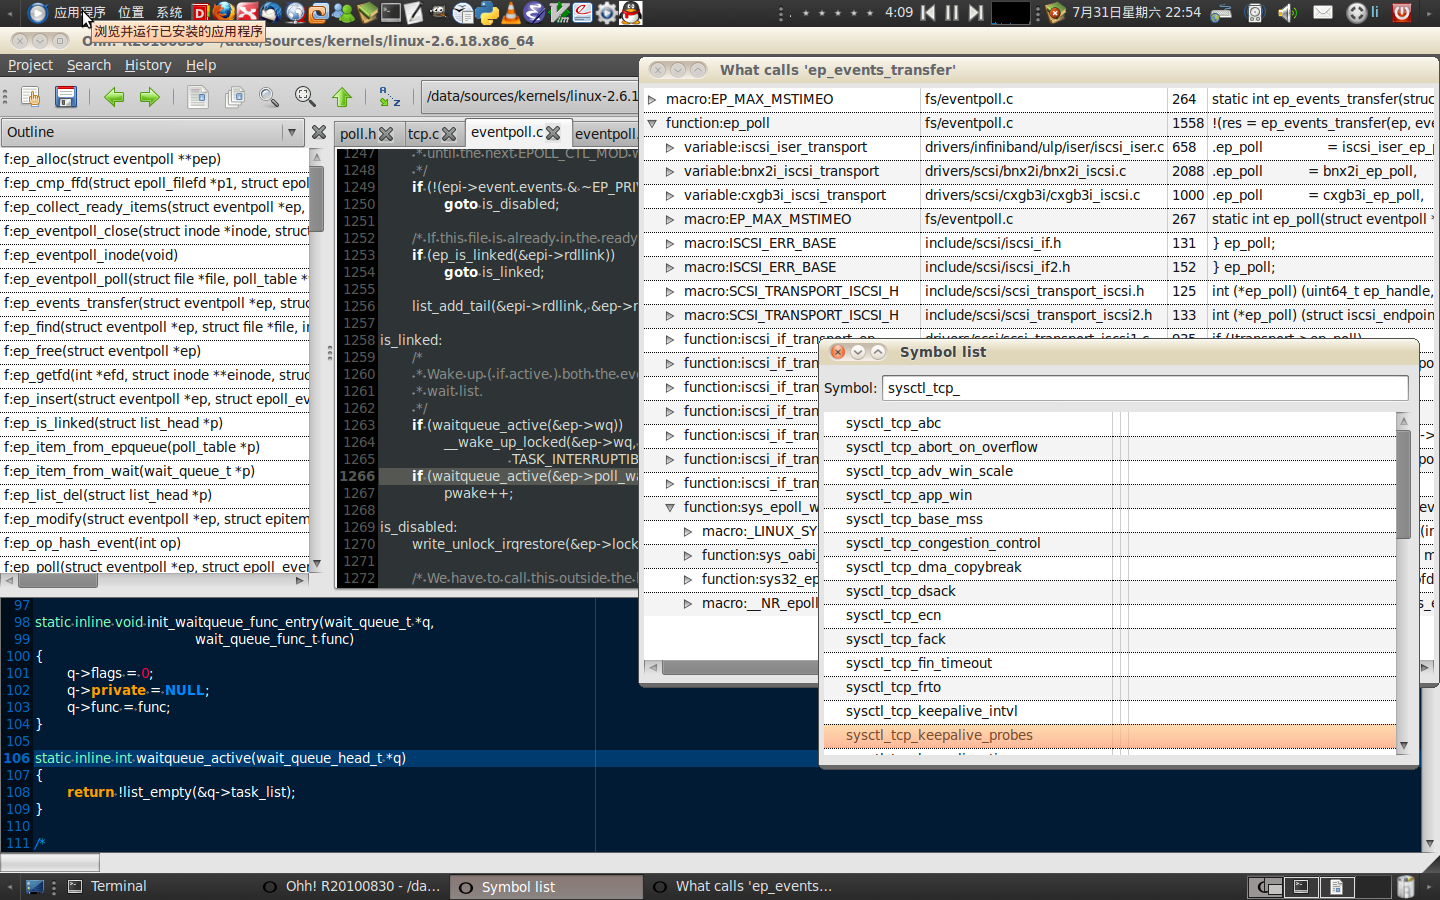 应用程序 位置 系统
4:09
7月31日星期六 22:54
li
浏览并运行已安装的应用程序
/data/sources/kernels/linux-2.6.18.x86_64
Project Search History Help
/data/sources/kernels/linux-2.6.1
Outline
f:ep_alloc(struct eventpoll **pep)
f:ep_cmp_ffd(struct epoll_filefd *p1, struct epol
f:ep_collect_ready_items(struct eventpoll *ep,
f:ep_eventpoll_close(struct inode *inode, struct
f:ep_eventpoll_inode(void)
f:ep_eventpoll_poll(struct file *file, poll_table *
f:ep_events_transfer(struct eventpoll *ep, struc
f:ep_find(struct eventpoll *ep, struct file *file, in
f:ep_free(struct eventpoll *ep)
f:ep_getfd(int *efd, struct inode **einode, struc
f:ep_insert(struct eventpoll *ep, struct epoll_ev
f:ep_is_linked(struct list_head *p)
f:ep_item_from_epqueue(poll_table *p)
f:ep_item_from_wait(wait_queue_t *p)
f:ep_list_del(struct list_head *p)
f:ep_modify(struct eventpoll *ep, struct epitem
f:ep_op_hash_event(int op)
f:ep_poll(struct eventpoll *ep, struct epoll_ever
poll.h tcp.c eventpoll.c eventpoll.
1247 * until the next EPOLL_CTL_MOD
1248 */
1249 if (!(epi->event.events & ~EP_PRI
1250 goto is_disabled;
1251
1252 /* If this file is already in the ready
1253 if (ep_is_linked(&epi->rdllink))
1254 goto is_linked;
1255
1256 list_add_tail(&epi->rdllink, &ep->r
1257
1258 is_linked:
1259 /*
1260 * Wake up ( if active ) both the ev
1261 * wait list.
1262 */
1263 if (waitqueue_active(&ep->wq))
1264 __wake_up_locked(&ep->wq,
1265 TASK_INTERRUPTIB
1266 if (waitqueue_active(&ep->poll_w
1267 pwake++;
1268
1269 is_disabled:
1270 write_unlock_irqrestore(&ep->lock
1271
1272 /* We have to call this outside the
What calls 'ep_events_transfer'
macro:EP_MAX_MSTIMEO fs/eventpoll.c 264 static int ep_events_transfer(struc
function:ep_poll fs/eventpoll.c 1558 !(res = ep_events_transfer(ep, eve
variable:iscsi_iser_transport drivers/infiniband/ulp/iser/iscsi_iser.c 658 .ep_poll = iscsi_iser_ep_p
variable:bnx2i_iscsi_transport drivers/scsi/bnx2i/bnx2i_iscsi.c 2088 .ep_poll = bnx2i_ep_poll,
variable:cxgb3i_iscsi_transport drivers/scsi/cxgb3i/cxgb3i_iscsi.c 1000 .ep_poll = cxgb3i_ep_poll,
macro:EP_MAX_MSTIMEO fs/eventpoll.c 267 static int ep_poll(struct eventpoll *
macro:ISCSI_ERR_BASE include/scsi/iscsi_if.h 131 } ep_poll;
macro:ISCSI_ERR_BASE include/scsi/iscsi_if2.h 152 } ep_poll;
macro:SCSI_TRANSPORT_ISCSI_H include/scsi/scsi_transport_iscsi.h 125 int (*ep_poll) (uint64_t ep_handle,
macro:SCSI_TRANSPORT_ISCSI_H include/scsi/scsi_transport_iscsi2.h 133 int (*ep_poll) (struct iscsi_endpoin
function:iscsi_if_transport_ep
function:iscsi_if_tran
function:iscsi_if_tran
function:iscsi_if_tran
function:iscsi_if_tran
function:iscsi_if_tran
function:iscsi_if_tran
function:sys_epoll_w
macro:_LINUX_SY
function:sys_oabi_
function:sys32_ep
macro:__NR_epoll
Symbol list
Symbol: sysctl_tcp_
sysctl_tcp_abc
sysctl_tcp_abort_on_overflow
sysctl_tcp_adv_win_scale
sysctl_tcp_app_win
sysctl_tcp_base_mss
sysctl_tcp_congestion_control
sysctl_tcp_dma_copybreak
sysctl_tcp_dsack
sysctl_tcp_ecn
sysctl_tcp_fack
sysctl_tcp_fin_timeout
sysctl_tcp_frto
sysctl_tcp_keepalive_intvl
sysctl_tcp_keepalive_probes
97
98 static inline void init_waitqueue_func_entry(wait_queue_t *q,
99 wait_queue_func_t func)
100 {
101 q->flags = 0;
102 q->private = NULL;
103 q->func = func;
104 }
105
106 static inline int waitqueue_active(wait_queue_head_t *q)
107 {
108 return !list_empty(&q->task_list);
109 }
110
111 /*
Terminal
Ohh! R20100830 - /da...
Symbol list
What calls 'ep_events...